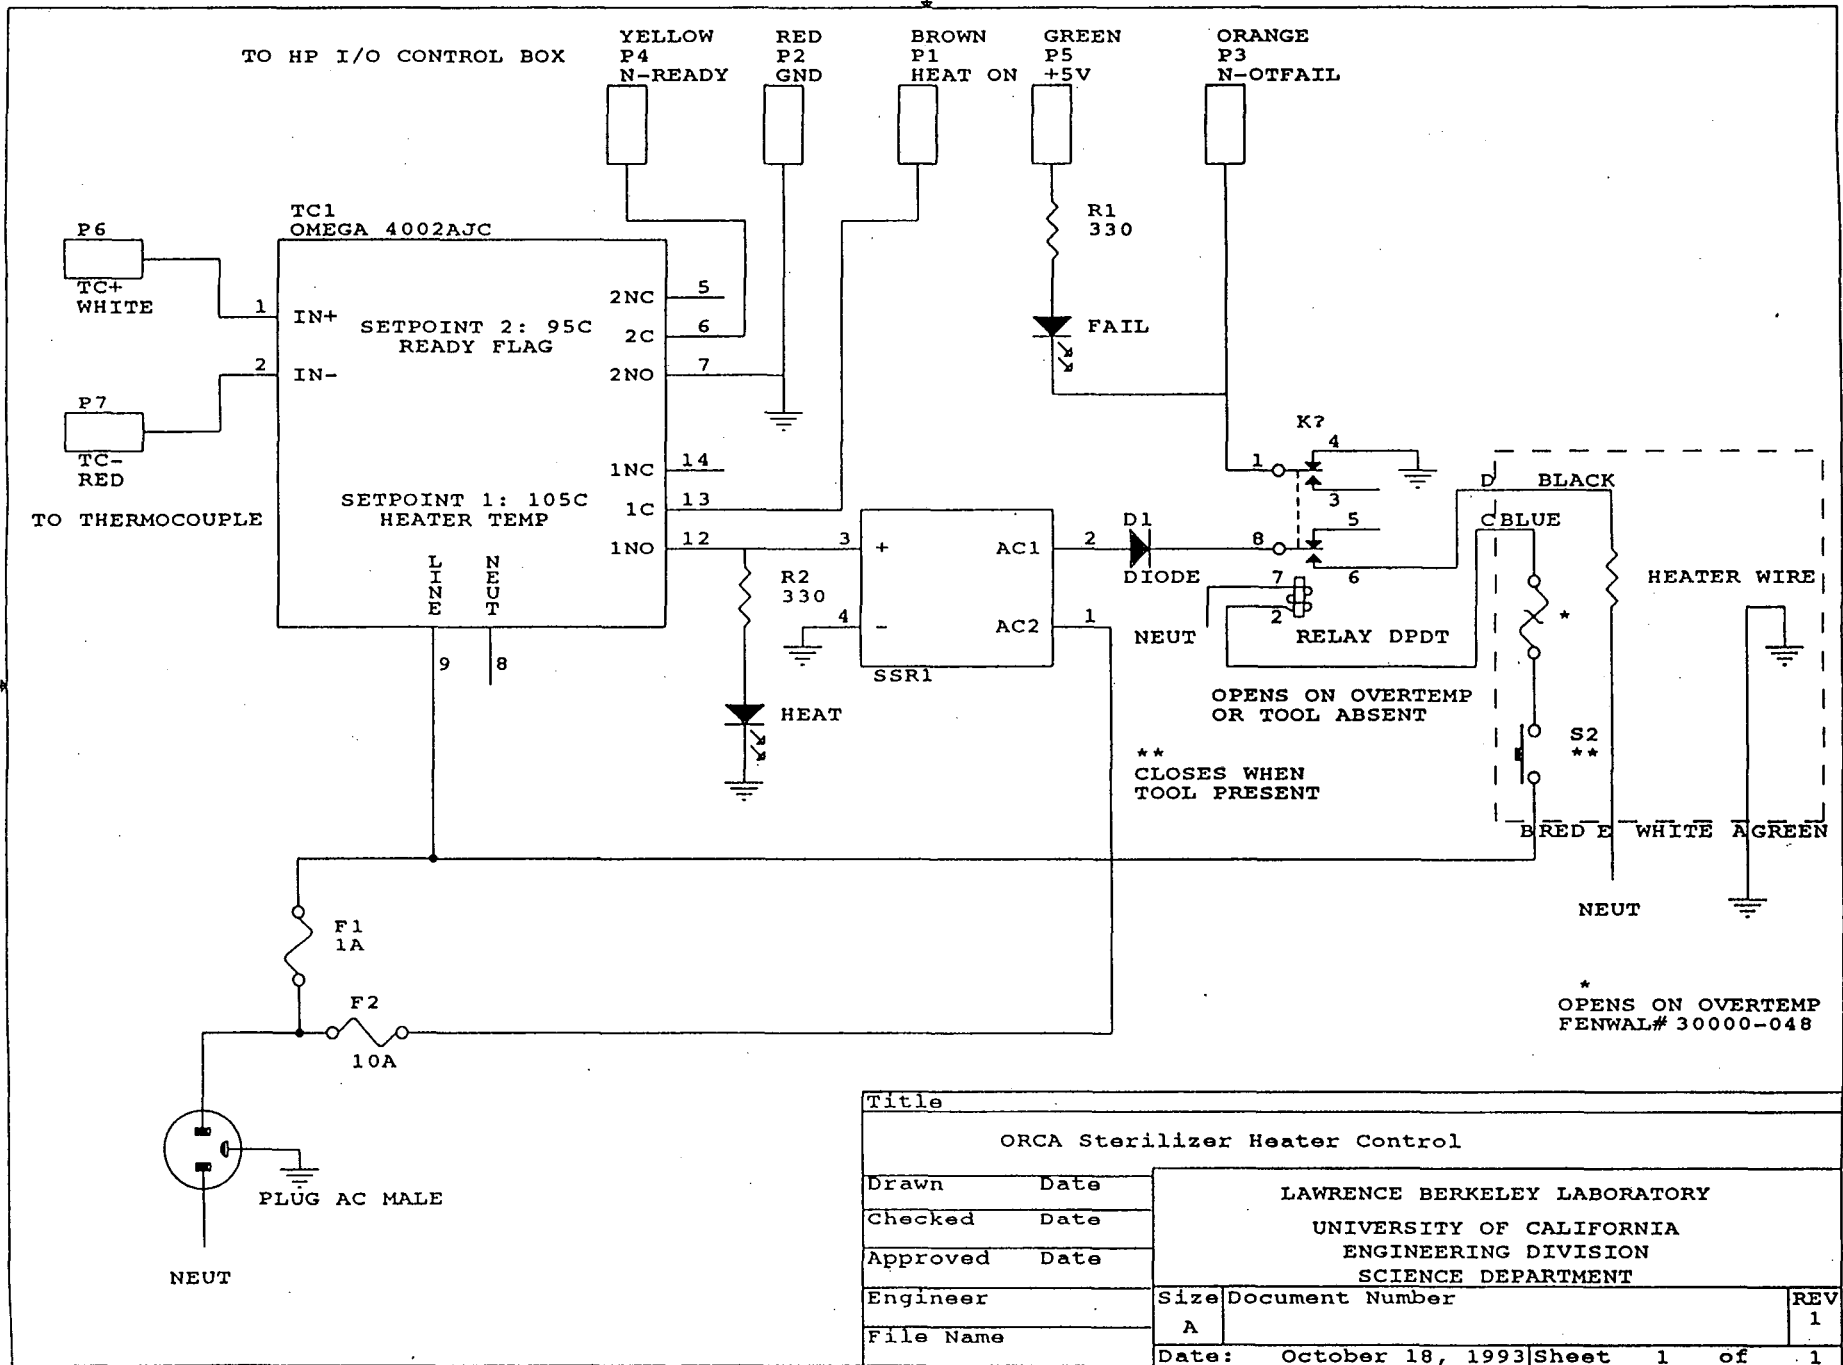 TO HP I/O CONTROL BOX
YELLOW
P4
N-READY
RED
P2
GND
BROWN
P1
HEAT ON
GREEN
P5
+5V
ORANGE
P3
N-OTFAIL
P6
TC+
WHITE
P7
TC-
RED
TO THERMOCOUPLE
TC1
OMEGA 4002AJC
1
IN+
2
IN-
SETPOINT 2: 95C
READY FLAG
2NC
5
2C
6
2NO
7
SETPOINT 1: 105C
HEATER TEMP
1NC
14
1C
13
1NO
12
LINE
NEUT
9
8
R1
330
FAIL
R2
330
HEAT
3
+
4
-
AC1
2
AC2
1
SSR1
D1
DIODE
K?
1
4
3
5
8
6
7
2
NEUT
RELAY DPDT
OPENS ON OVERTEMP
OR TOOL ABSENT
**
CLOSES WHEN
TOOL PRESENT
D
BLACK
C BLUE
HEATER WIRE
*
S2
**
B RED E WHITE A GREEN
NEUT
*
OPENS ON OVERTEMP
FENWAL# 30000-048
F1
1A
F2
10A
PLUG AC MALE
NEUT
Title
ORCA Sterilizer Heater Control
Drawn Date
Checked Date
Approved Date
Engineer
File Name
LAWRENCE BERKELEY LABORATORY
UNIVERSITY OF CALIFORNIA
ENGINEERING DIVISION
SCIENCE DEPARTMENT
Size Document Number
A
REV
1
Date: October 18, 1993 Sheet 1 of 1